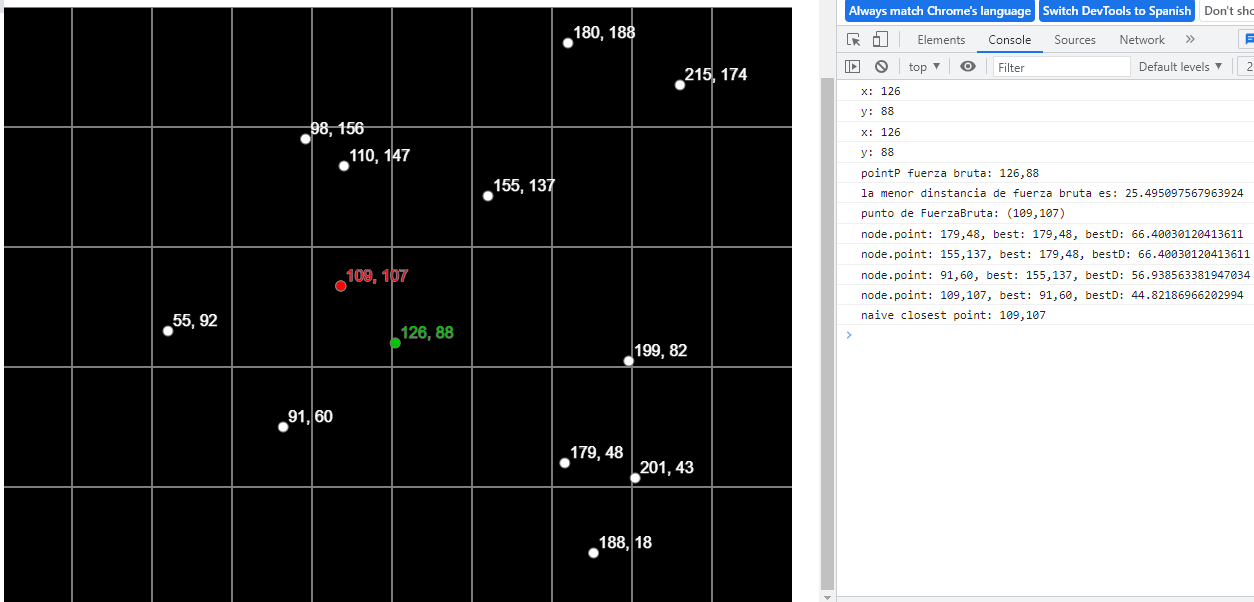 180, 188
215, 174
98, 156
110, 147
155, 137
109, 107
55, 92
126, 88
199, 82
91, 60
179, 48
201, 43
188, 18
Always match Chrome's language Switch DevTools to Spanish Don't sho
Elements Console Sources Network »
top ▼ Filter Default levels ▼ 2
x: 126
y: 88
x: 126
y: 88
pointP fuerza bruta: 126,88
la menor dinstancia de fuerza bruta es: 25.495097567963924
punto de FuerzaBruta: (109,107)
node.point: 179,48, best: 179,48, bestD: 66.40030120413611
node.point: 155,137, best: 179,48, bestD: 66.40030120413611
node.point: 91,60, best: 155,137, bestD: 56.938563381947034
node.point: 109,107, best: 91,60, bestD: 44.82186966202994
naive closest point: 109,107
>